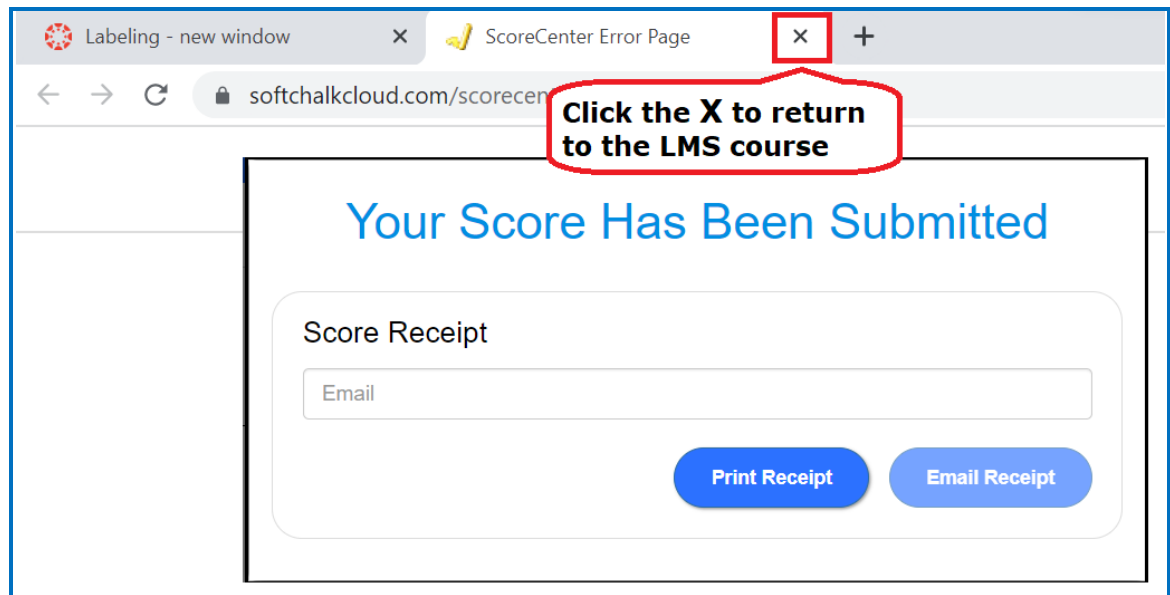 Labeling - new window
ScoreCenter Error Page
softchalkcloud.com/scorecen
Click the X to return
to the LMS course
Your Score Has Been Submitted
Score Receipt
Email
Print Receipt
Email Receipt